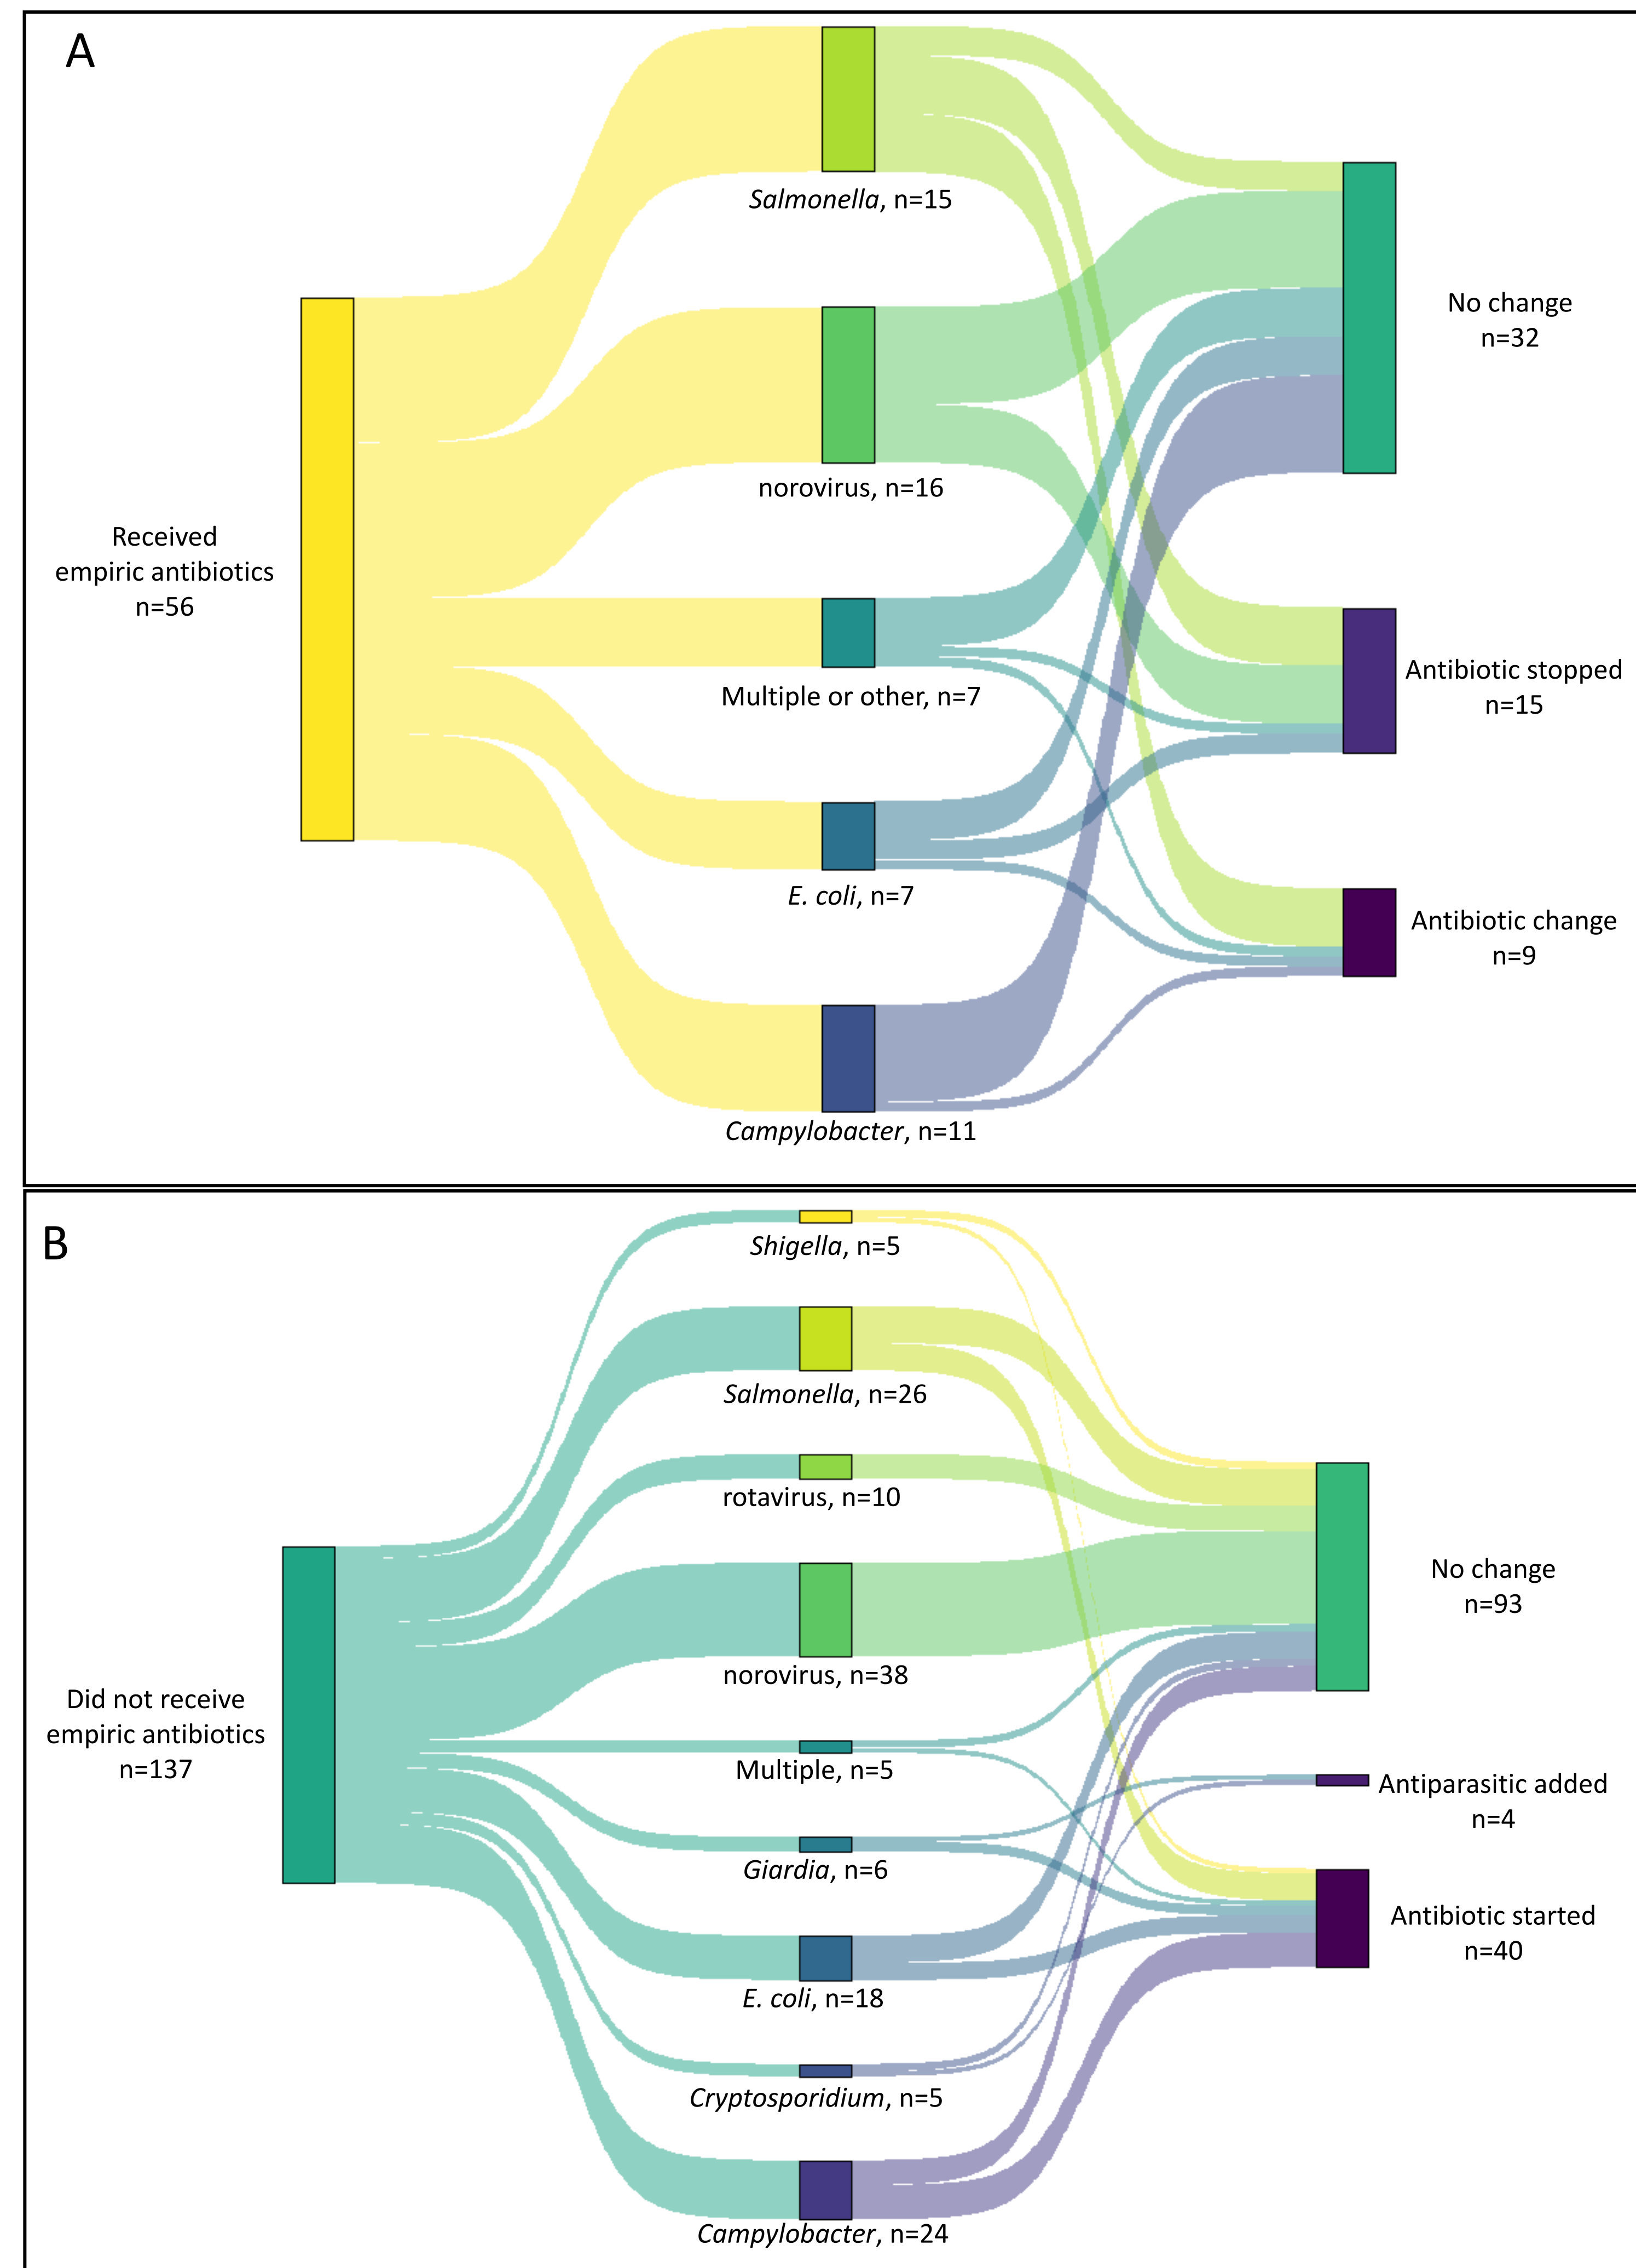 A
Salmonella, n=15
No change
n=32
norovirus, n=16
Received
empiric antibiotics
n=56
Multiple or other, n=7
Antibiotic stopped
n=15
E. coli, n=7
Antibiotic change
n=9
Campylobacter, n=11
B
Shigella, n=5
Salmonella, n=26
rotavirus, n=10
No change
n=93
norovirus, n=38
Did not receive
empiric antibiotics
n=137
Multiple, n=5
Antiparasitic added
n=4
Giardia, n=6
Antibiotic started
n=40
E. coli, n=18
Cryptosporidium, n=5
Campylobacter, n=24